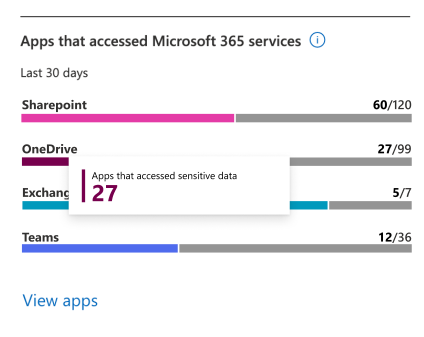 Apps that accessed Microsoft 365 services
Last 30 days
Sharepoint 60/120
OneDrive 27/99
Apps that accessed sensitive data
27
Exchang 5/7
Teams 12/36
View apps